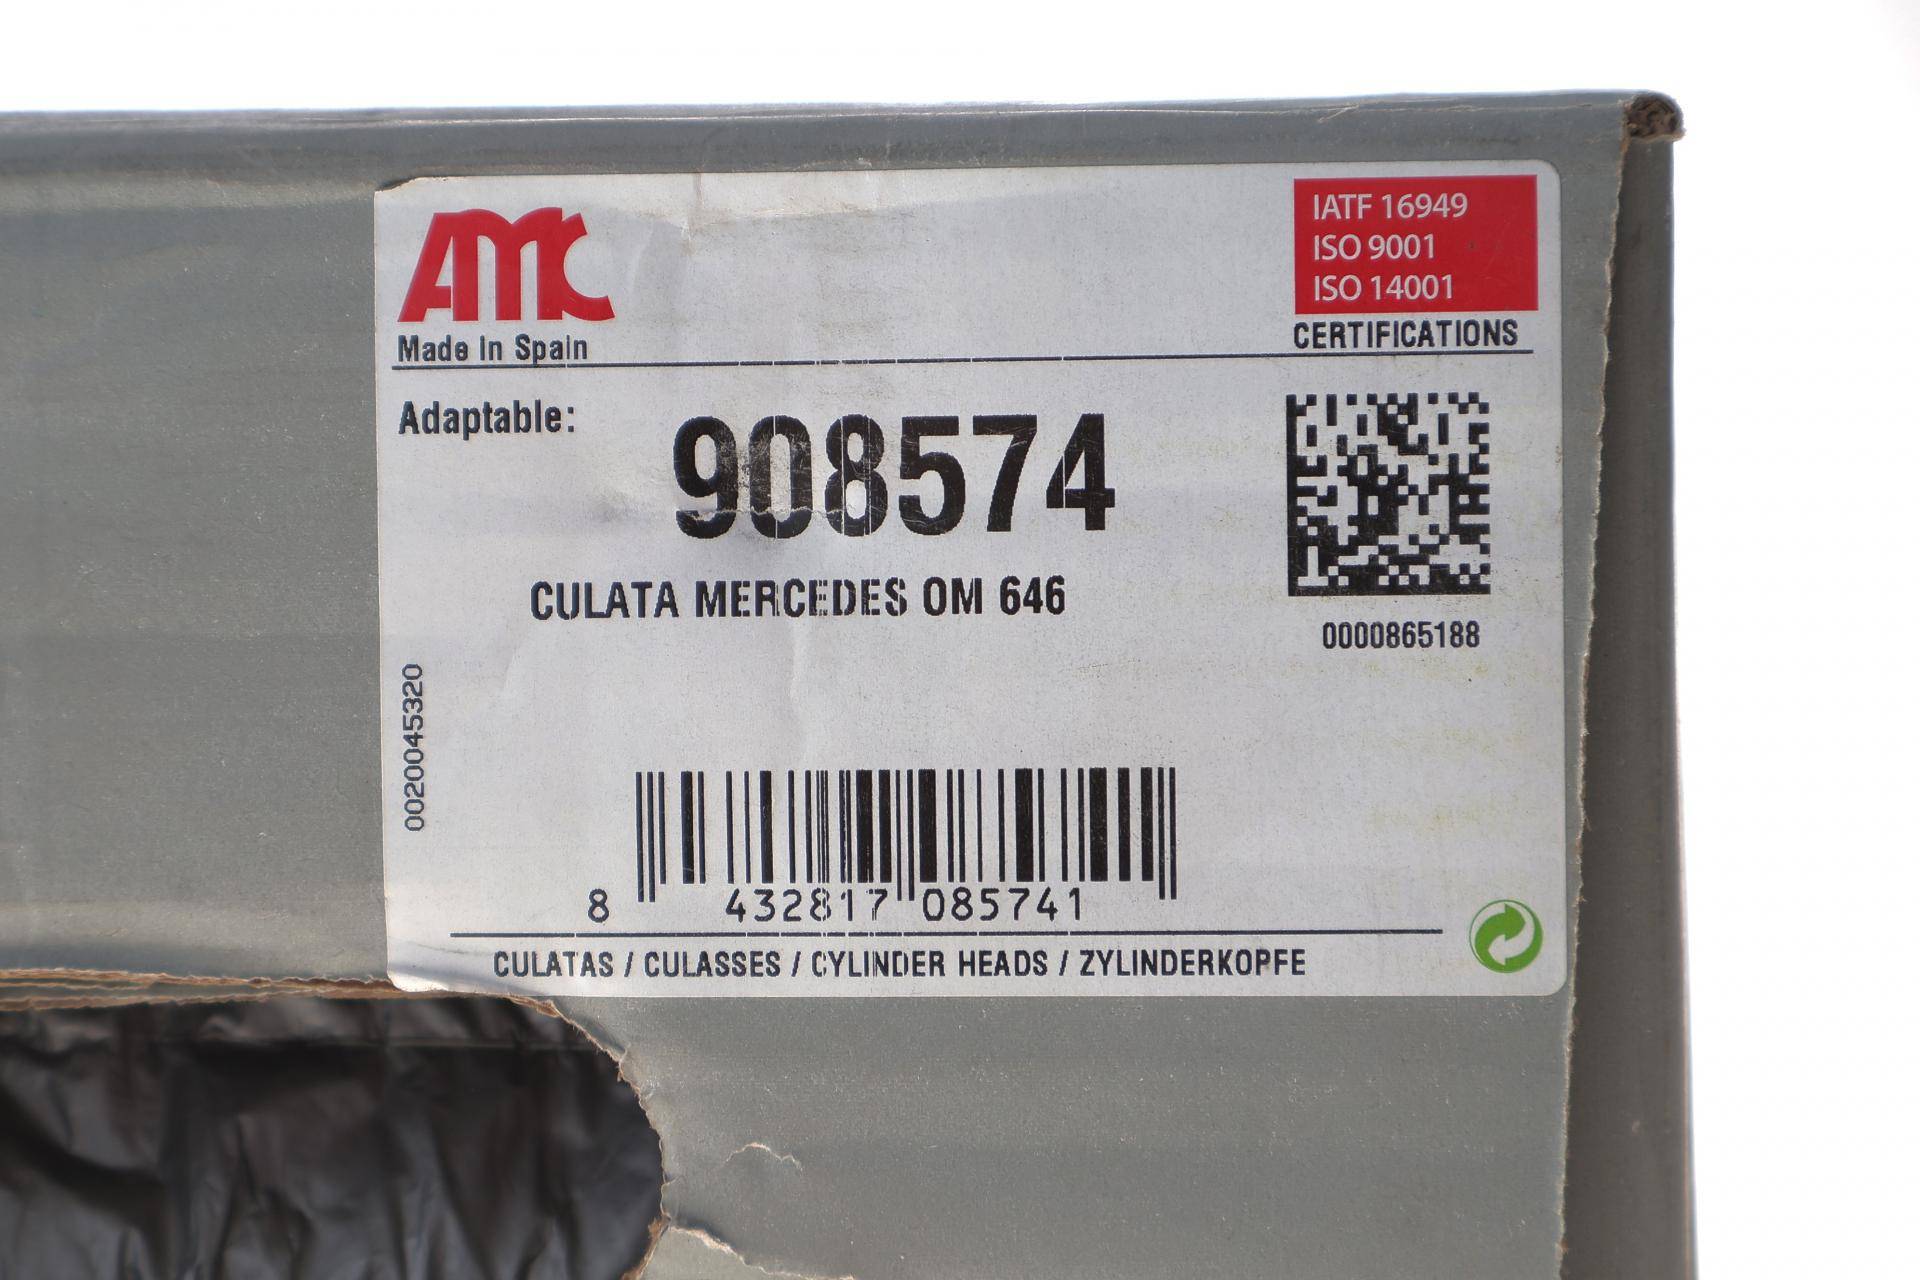 AMC
Made In Spain
IATF 16949
ISO 9001
ISO 14001
CERTIFICATIONS
Adaptable:
908574
CULATA MERCEDES OM 646
0000865188
0020045320
8 432817 085741
CULATAS / CULASSES / CYLINDER HEADS / ZYLINDERKOPFE